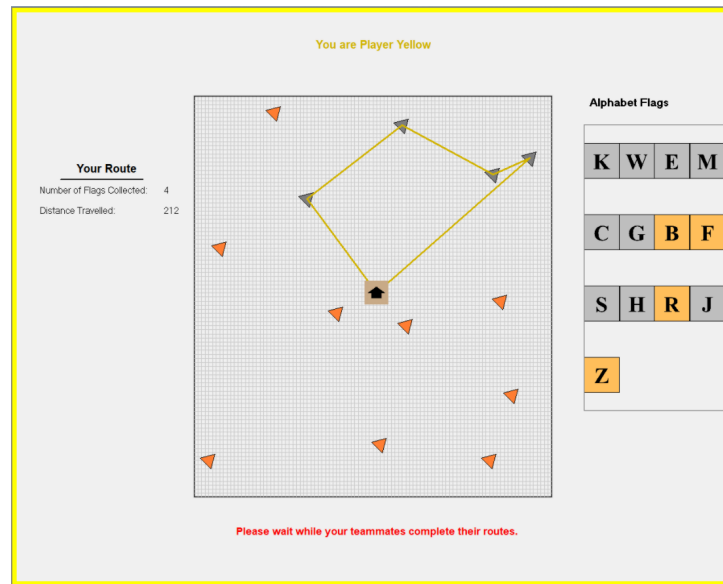 You are Player Yellow
Alphabet Flags
Your Route
Number of Flags Collected: 4
Distance Travelled: 212
K W E M
C G B F
S H R J
Z
Please wait while your teammates complete their routes.